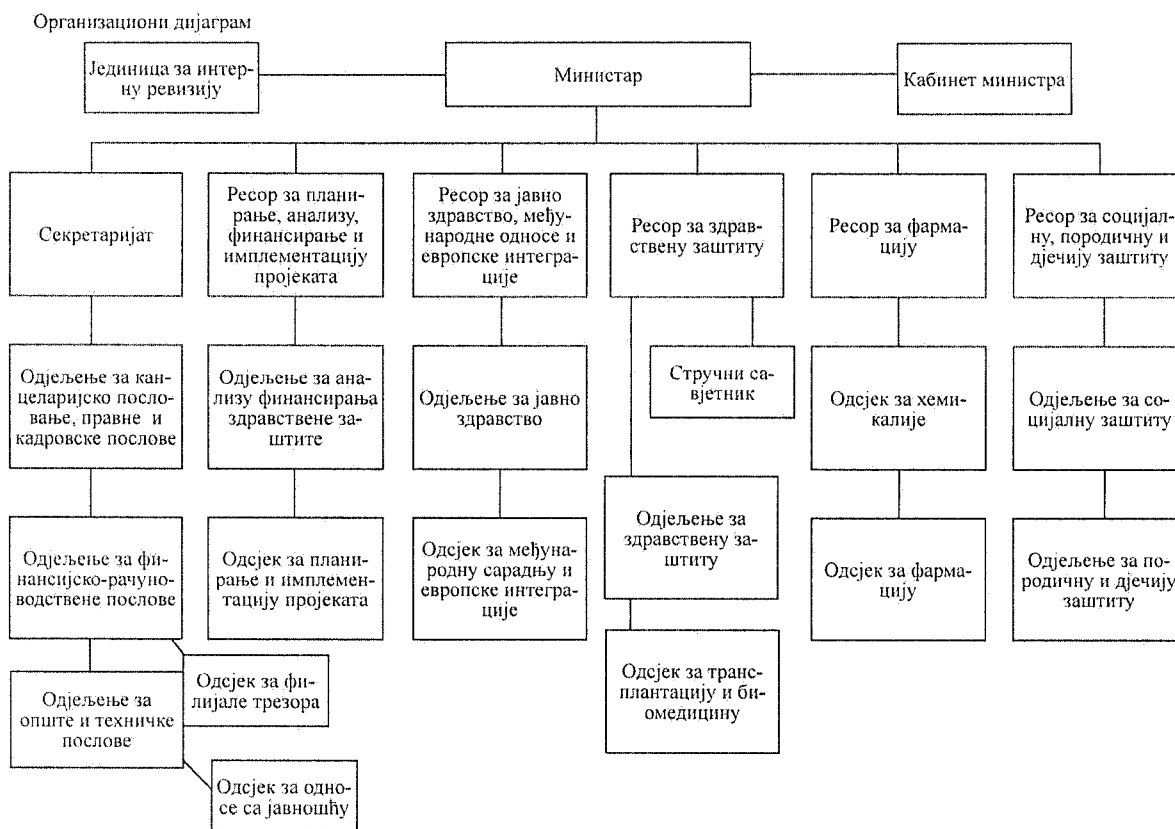 Организациони дијаграм
Јединица за интер-
ну ревизију
Министар
Кабинет министра
Секретаријат
Ресор за плани-
рање, анализу,
финансирање и
имплементацију
пројеката
Ресор за јавно
здравство, међу-
народне односе и
европске интегра-
ције
Ресор за здрав-
ствену заштиту
Ресор за фарма-
цију
Ресор за социјал-
ну, породичну и
дјечију заштиту
Одјељење за кан-
целаријско посло-
вање, правне и
кадровске послове
Одјељење за ана-
лизу финансирања
здравствене за-
штите
Одјељење за јавно
здравство
Стручни са-
вјетник
Одсјек за хеми-
калије
Одјељење за со-
цијалну заштиту
Одјељење за фи-
нансијско-рачуно-
водствене послове
Одсјек за плани-
рање и имплемен-
тацију пројеката
Одсјек за међуна-
родну сарадњу и
европске интегра-
ције
Одјељење за
здравствену за-
штиту
Одсјек за фарма-
цију
Одјељење за по-
родичну и дјечију
заштиту
Одсјек за фи-
лијале трезора
Одјељење за
опште и техничке
послове
Одсјек за транс-
плантацију и би-
омедицину
Одсјек за одно-
се са јавношћу